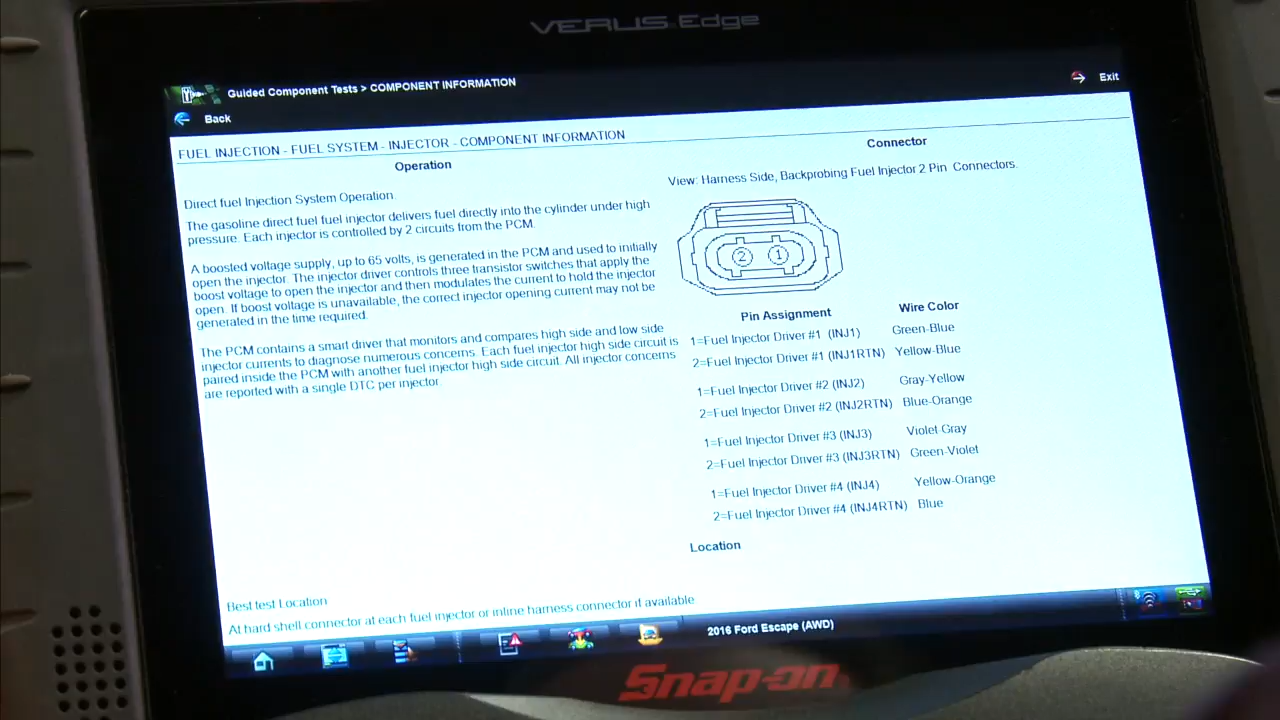 VERUS Edge
Guided Component Tests > COMPONENT INFORMATION
Exit
Back
FUEL INJECTION - FUEL SYSTEM - INJECTOR - COMPONENT INFORMATION
Operation
Direct fuel Injection System Operation.
The gasoline direct fuel fuel injector delivers fuel directly into the cylinder under high
pressure. Each injector is controlled by 2 circuits from the PCM.
A boosted voltage supply, up to 65 volts, is generated in the PCM and used to initially
open the injector. The injector driver controls three transistor switches that apply the
boost voltage to open the injector and then modulates the current to hold the injector
open. If boost voltage is unavailable, the correct injector opening current may not be
generated in the time required.
The PCM contains a smart driver that monitors and compares high side and low side
injector currents to diagnose numerous concerns. Each fuel injector high side circuit is
paired inside the PCM with another fuel injector high side circuit. All injector concerns
are reported with a single DTC per injector.
Connector
View: Harness Side, Backprobing Fuel Injector 2 Pin Connectors.
2 1
Pin Assignment Wire Color
1=Fuel Injector Driver #1 (INJ1) Green-Blue
2=Fuel Injector Driver #1 (INJ1RTN) Yellow-Blue
1=Fuel Injector Driver #2 (INJ2) Gray-Yellow
2=Fuel Injector Driver #2 (INJ2RTN) Blue-Orange
1=Fuel Injector Driver #3 (INJ3) Violet-Gray
2=Fuel Injector Driver #3 (INJ3RTN) Green-Violet
1=Fuel Injector Driver #4 (INJ4) Yellow-Orange
2=Fuel Injector Driver #4 (INJ4RTN) Blue
Location
Best test Location
At hard shell connector at each fuel injector or inline harness connector if available
2016 Ford Escape (AWD)
Snap-on